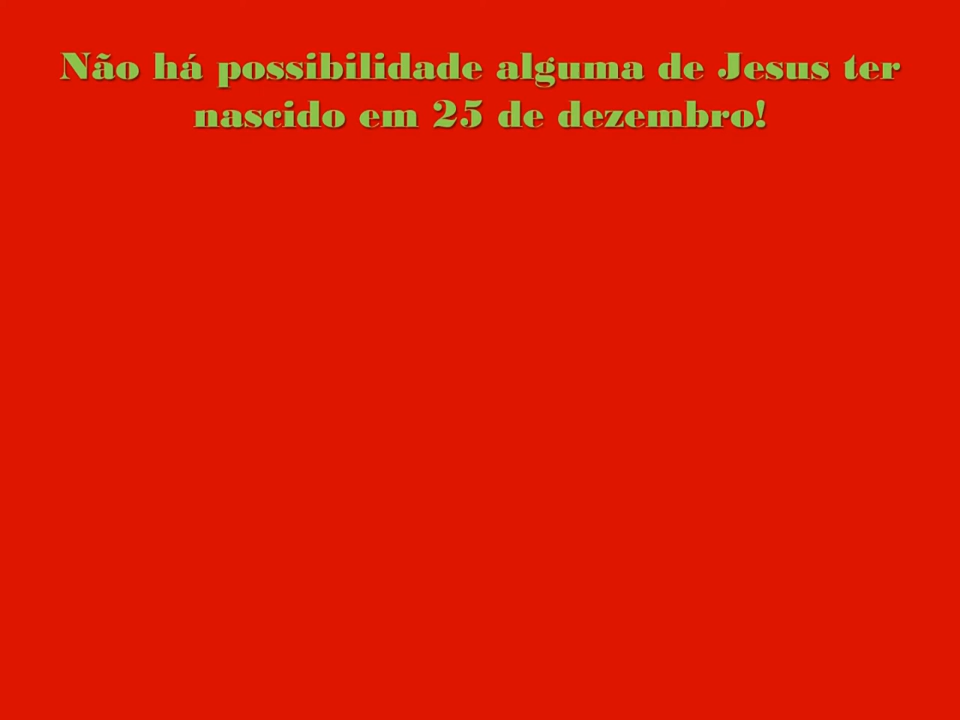 Não há possibilidade alguma de Jesus ter
nascido em 25 de dezembro!